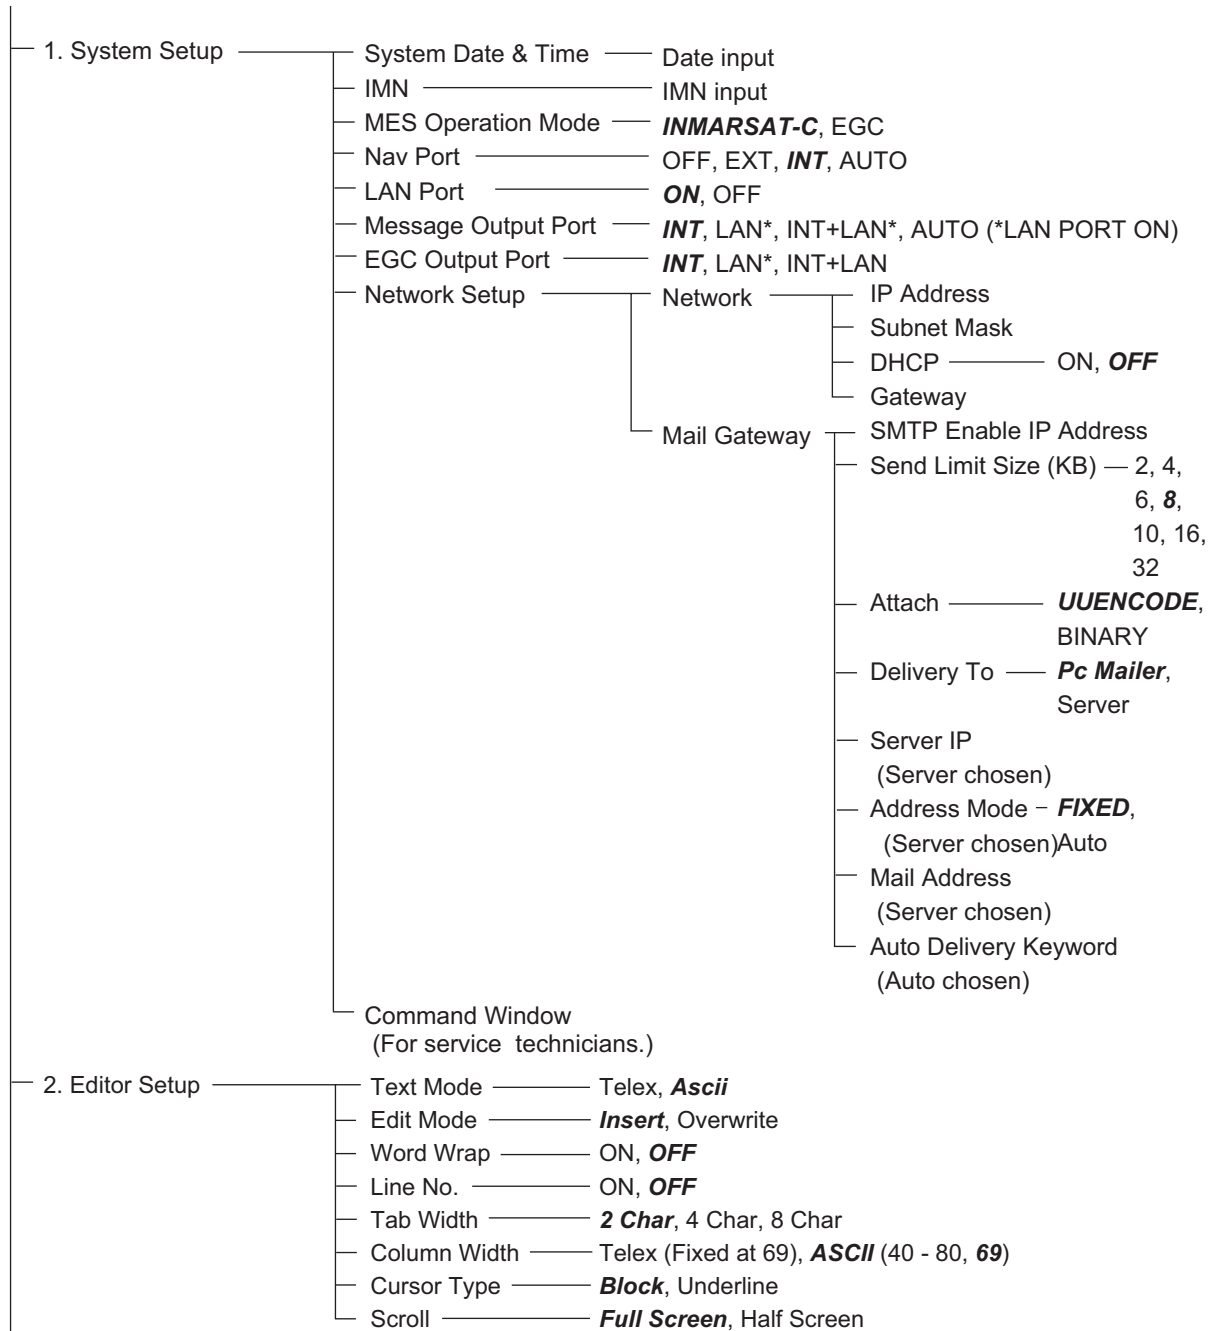 1. System Setup
System Date & Time
Date input
IMN
IMN input
MES Operation Mode
INMARSAT-C, EGC
Nav Port
OFF, EXT, INT, AUTO
LAN Port
ON, OFF
Message Output Port
INT, LAN*, INT+LAN*, AUTO (*LAN PORT ON)
EGC Output Port
INT, LAN*, INT+LAN
Network Setup
Network
IP Address
Subnet Mask
DHCP
ON, OFF
Gateway
Mail Gateway
SMTP Enable IP Address
Send Limit Size (KB)
2, 4,
6, 8,
10, 16,
32
Attach
UUENCODE,
BINARY
Delivery To
Pc Mailer,
Server
Server IP
(Server chosen)
Address Mode
FIXED,
(Server chosen)
Auto
Mail Address
(Server chosen)
Auto Delivery Keyword
(Auto chosen)
Command Window
(For service technicians.)
2. Editor Setup
Text Mode
Telex, Ascii
Edit Mode
Insert, Overwrite
Word Wrap
ON, OFF
Line No.
ON, OFF
Tab Width
2 Char, 4 Char, 8 Char
Column Width
Telex (Fixed at 69), ASCII (40 - 80, 69)
Cursor Type
Block, Underline
Scroll
Full Screen, Half Screen